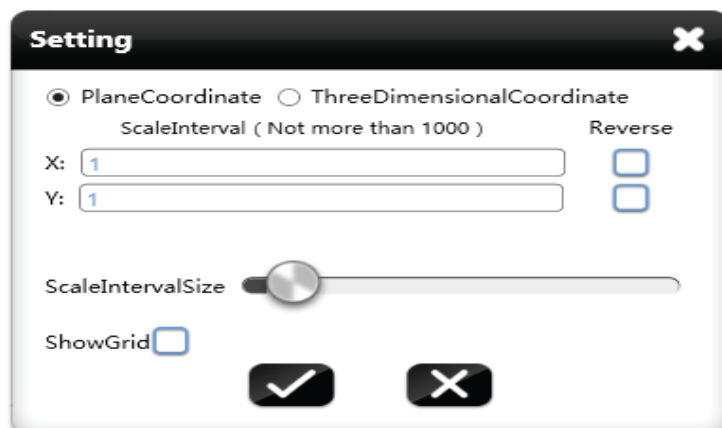 Setting
PlaneCoordinate ThreeDimensionalCoordinate
ScaleInterval ( Not more than 1000 ) Reverse
X: 1
Y: 1
ScaleIntervalSize
ShowGrid